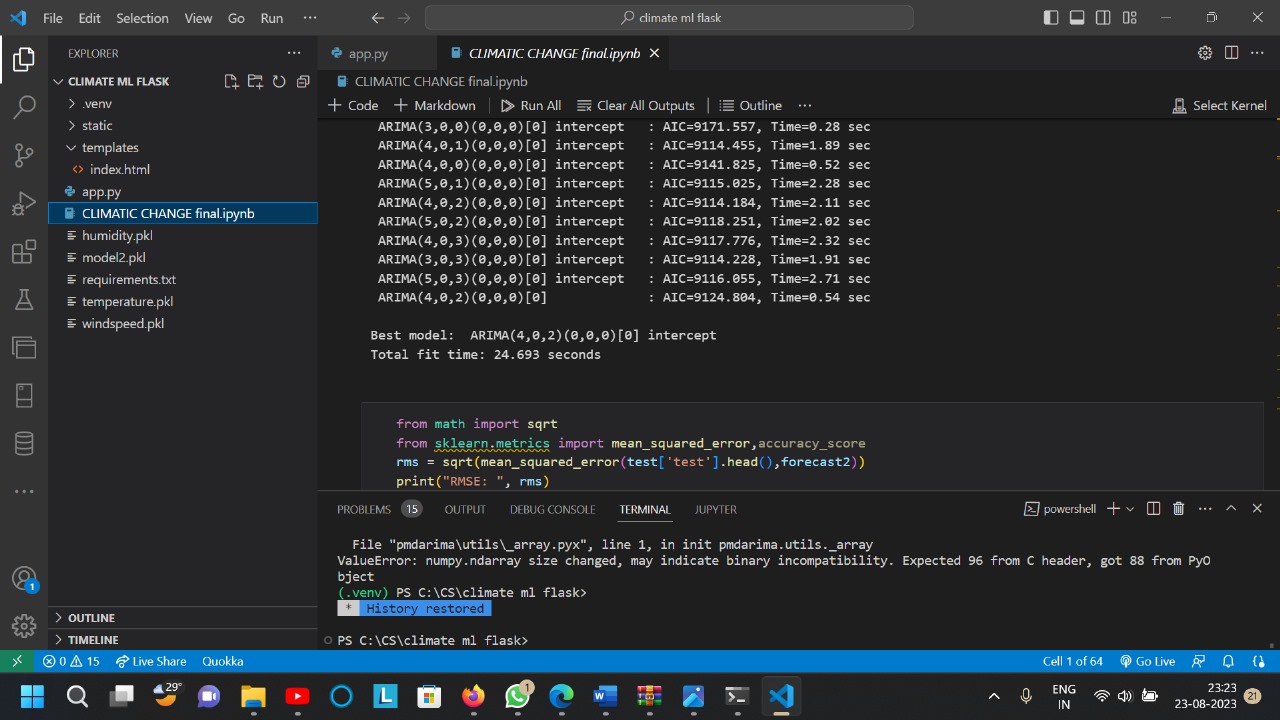 File Edit Selection View Go Run ···
climate ml flask
EXPLORER
CLIMATE ML FLASK
.venv
static
templates
index.html
app.py
CLIMATIC CHANGE final.ipynb
humidity.pkl
model2.pkl
requirements.txt
temperature.pkl
windspeed.pkl
OUTLINE
TIMELINE
app.py CLIMATIC CHANGE final.ipynb
CLIMATIC CHANGE final.ipynb
+ Code + Markdown Run All Clear All Outputs Outline ··· Select Kernel
ARIMA(3,0,0)(0,0,0)[0] intercept : AIC=9171.557, Time=0.28 sec
ARIMA(4,0,1)(0,0,0)[0] intercept : AIC=9114.455, Time=1.89 sec
ARIMA(4,0,0)(0,0,0)[0] intercept : AIC=9141.825, Time=0.52 sec
ARIMA(5,0,1)(0,0,0)[0] intercept : AIC=9115.025, Time=2.28 sec
ARIMA(4,0,2)(0,0,0)[0] intercept : AIC=9114.184, Time=2.11 sec
ARIMA(5,0,2)(0,0,0)[0] intercept : AIC=9118.251, Time=2.02 sec
ARIMA(4,0,3)(0,0,0)[0] intercept : AIC=9117.776, Time=2.32 sec
ARIMA(3,0,3)(0,0,0)[0] intercept : AIC=9114.228, Time=1.91 sec
ARIMA(5,0,3)(0,0,0)[0] intercept : AIC=9116.055, Time=2.71 sec
ARIMA(4,0,2)(0,0,0)[0] : AIC=9124.804, Time=0.54 sec
Best model: ARIMA(4,0,2)(0,0,0)[0] intercept
Total fit time: 24.693 seconds
from math import sqrt
from sklearn.metrics import mean_squared_error,accuracy_score
rms = sqrt(mean_squared_error(test['test'].head(),forecast2))
print("RMSE: ", rms)
PROBLEMS 15 OUTPUT DEBUG CONSOLE TERMINAL JUPYTER powershell
File "pmdarima\utils\_array.pyx", line 1, in init pmdarima.utils._array
ValueError: numpy.ndarray size changed, may indicate binary incompatibility. Expected 96 from C header, got 88 from PyO
bject
(.venv) PS C:\CS\climate ml flask>
* History restored
PS C:\CS\climate ml flask>
1
0 15 Live Share Quokka Cell 1 of 64 Go Live
29° 1 ENG 23:23
IN 23-08-2023 21